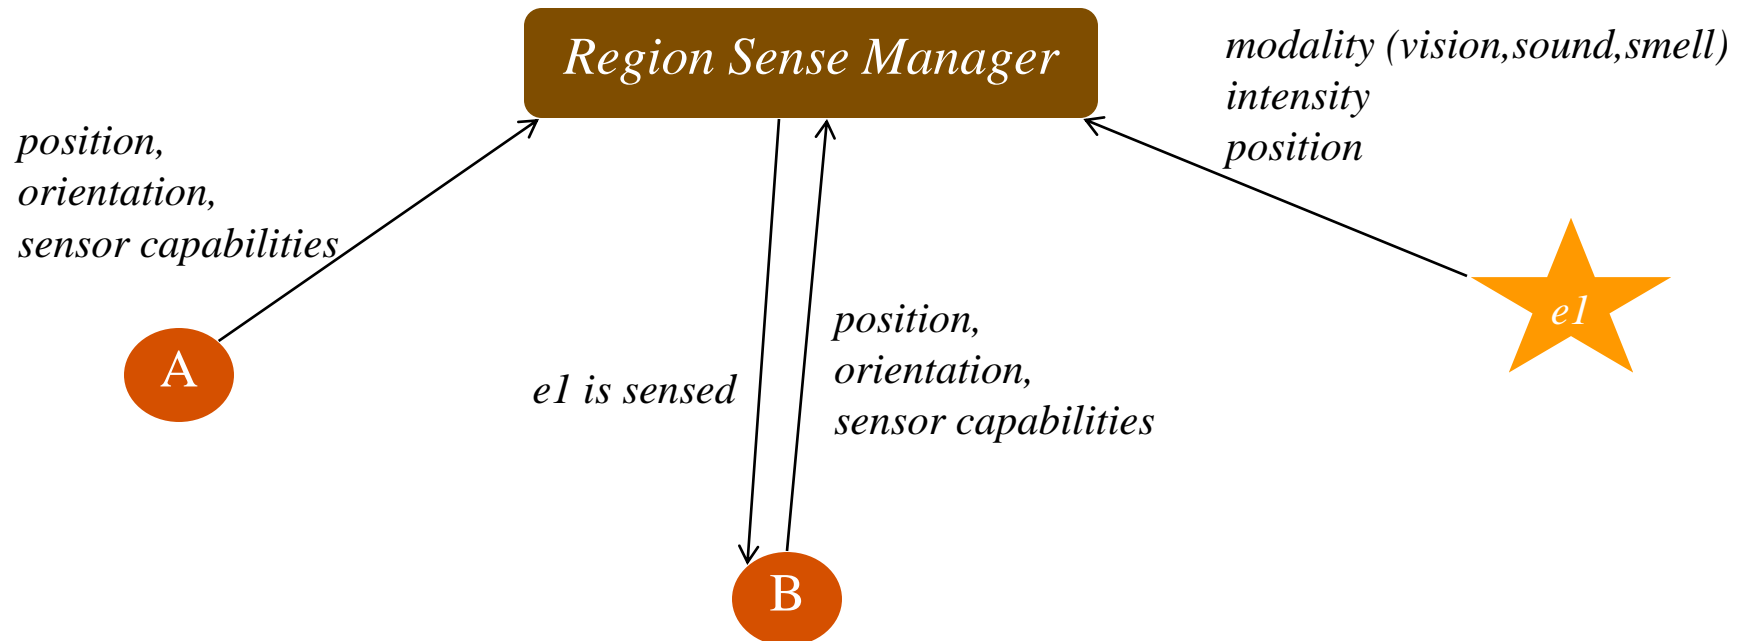 Region Sense Manager
modality (vision,sound,smell)
intensity
position
position,
orientation,
sensor capabilities
A
e1 is sensed
position,
orientation,
sensor capabilities
e1
B